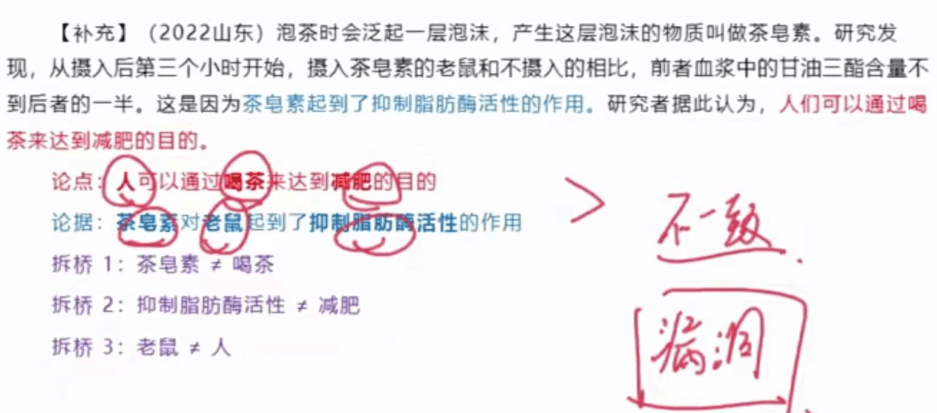 【补充】（2022山东）泡茶时会泛起一层泡沫，产生这层泡沫的物质叫做茶皂素。研究发
现，从摄入后第三个小时开始，摄入茶皂素的老鼠和不摄入的相比，前者血浆中的甘油三酯含量不
到后者的一半。这是因为茶皂素起到了抑制脂肪酶活性的作用。研究者据此认为，人们可以通过喝
茶来达到减肥的目的。
论点：人可以通过喝茶来达到减肥的目的
论据：茶皂素对老鼠起到了抑制脂肪酶活性的作用
不一致
拆桥 1：茶皂素 ≠ 喝茶
拆桥 2：抑制脂肪酶活性 ≠ 减肥
漏洞
拆桥 3：老鼠 ≠ 人